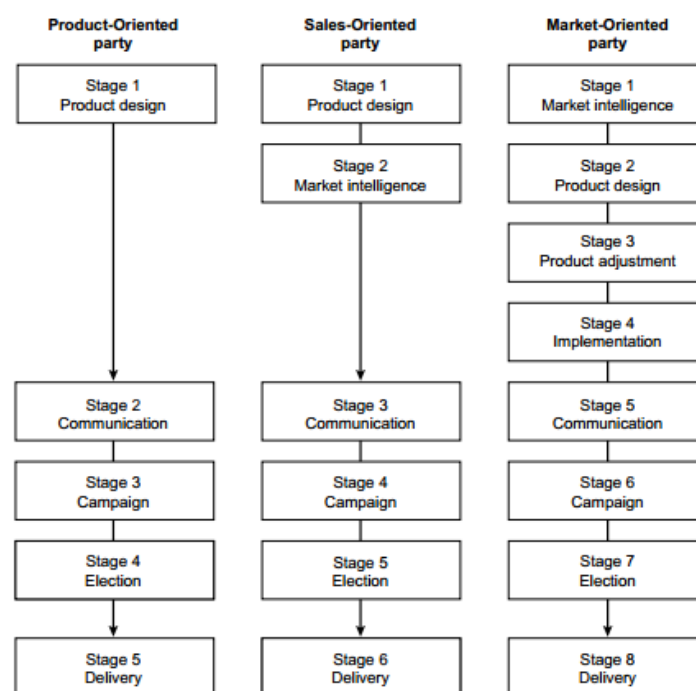 Product-Oriented
party
Stage 1
Product design
Stage 2
Communication
Stage 3
Campaign
Stage 4
Election
Stage 5
Delivery
Sales-Oriented
party
Stage 1
Product design
Stage 2
Market intelligence
Stage 3
Communication
Stage 4
Campaign
Stage 5
Election
Stage 6
Delivery
Market-Oriented
party
Stage 1
Market intelligence
Stage 2
Product design
Stage 3
Product adjustment
Stage 4
Implementation
Stage 5
Communication
Stage 6
Campaign
Stage 7
Election
Stage 8
Delivery